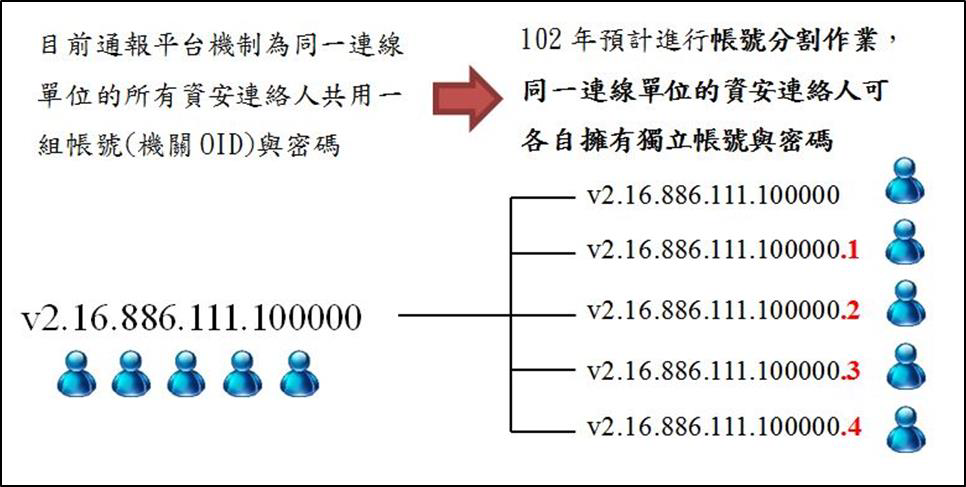 目前通報平台機制為同一連線
單位的所有資安連絡人共用一
組帳號(機關OID)與密碼
102年預計進行帳號分割作業，
同一連線單位的資安連絡人可
各自擁有獨立帳號與密碼
v2.16.886.111.100000
v2.16.886.111.100000
v2.16.886.111.100000.1
v2.16.886.111.100000.2
v2.16.886.111.100000.3
v2.16.886.111.100000.4